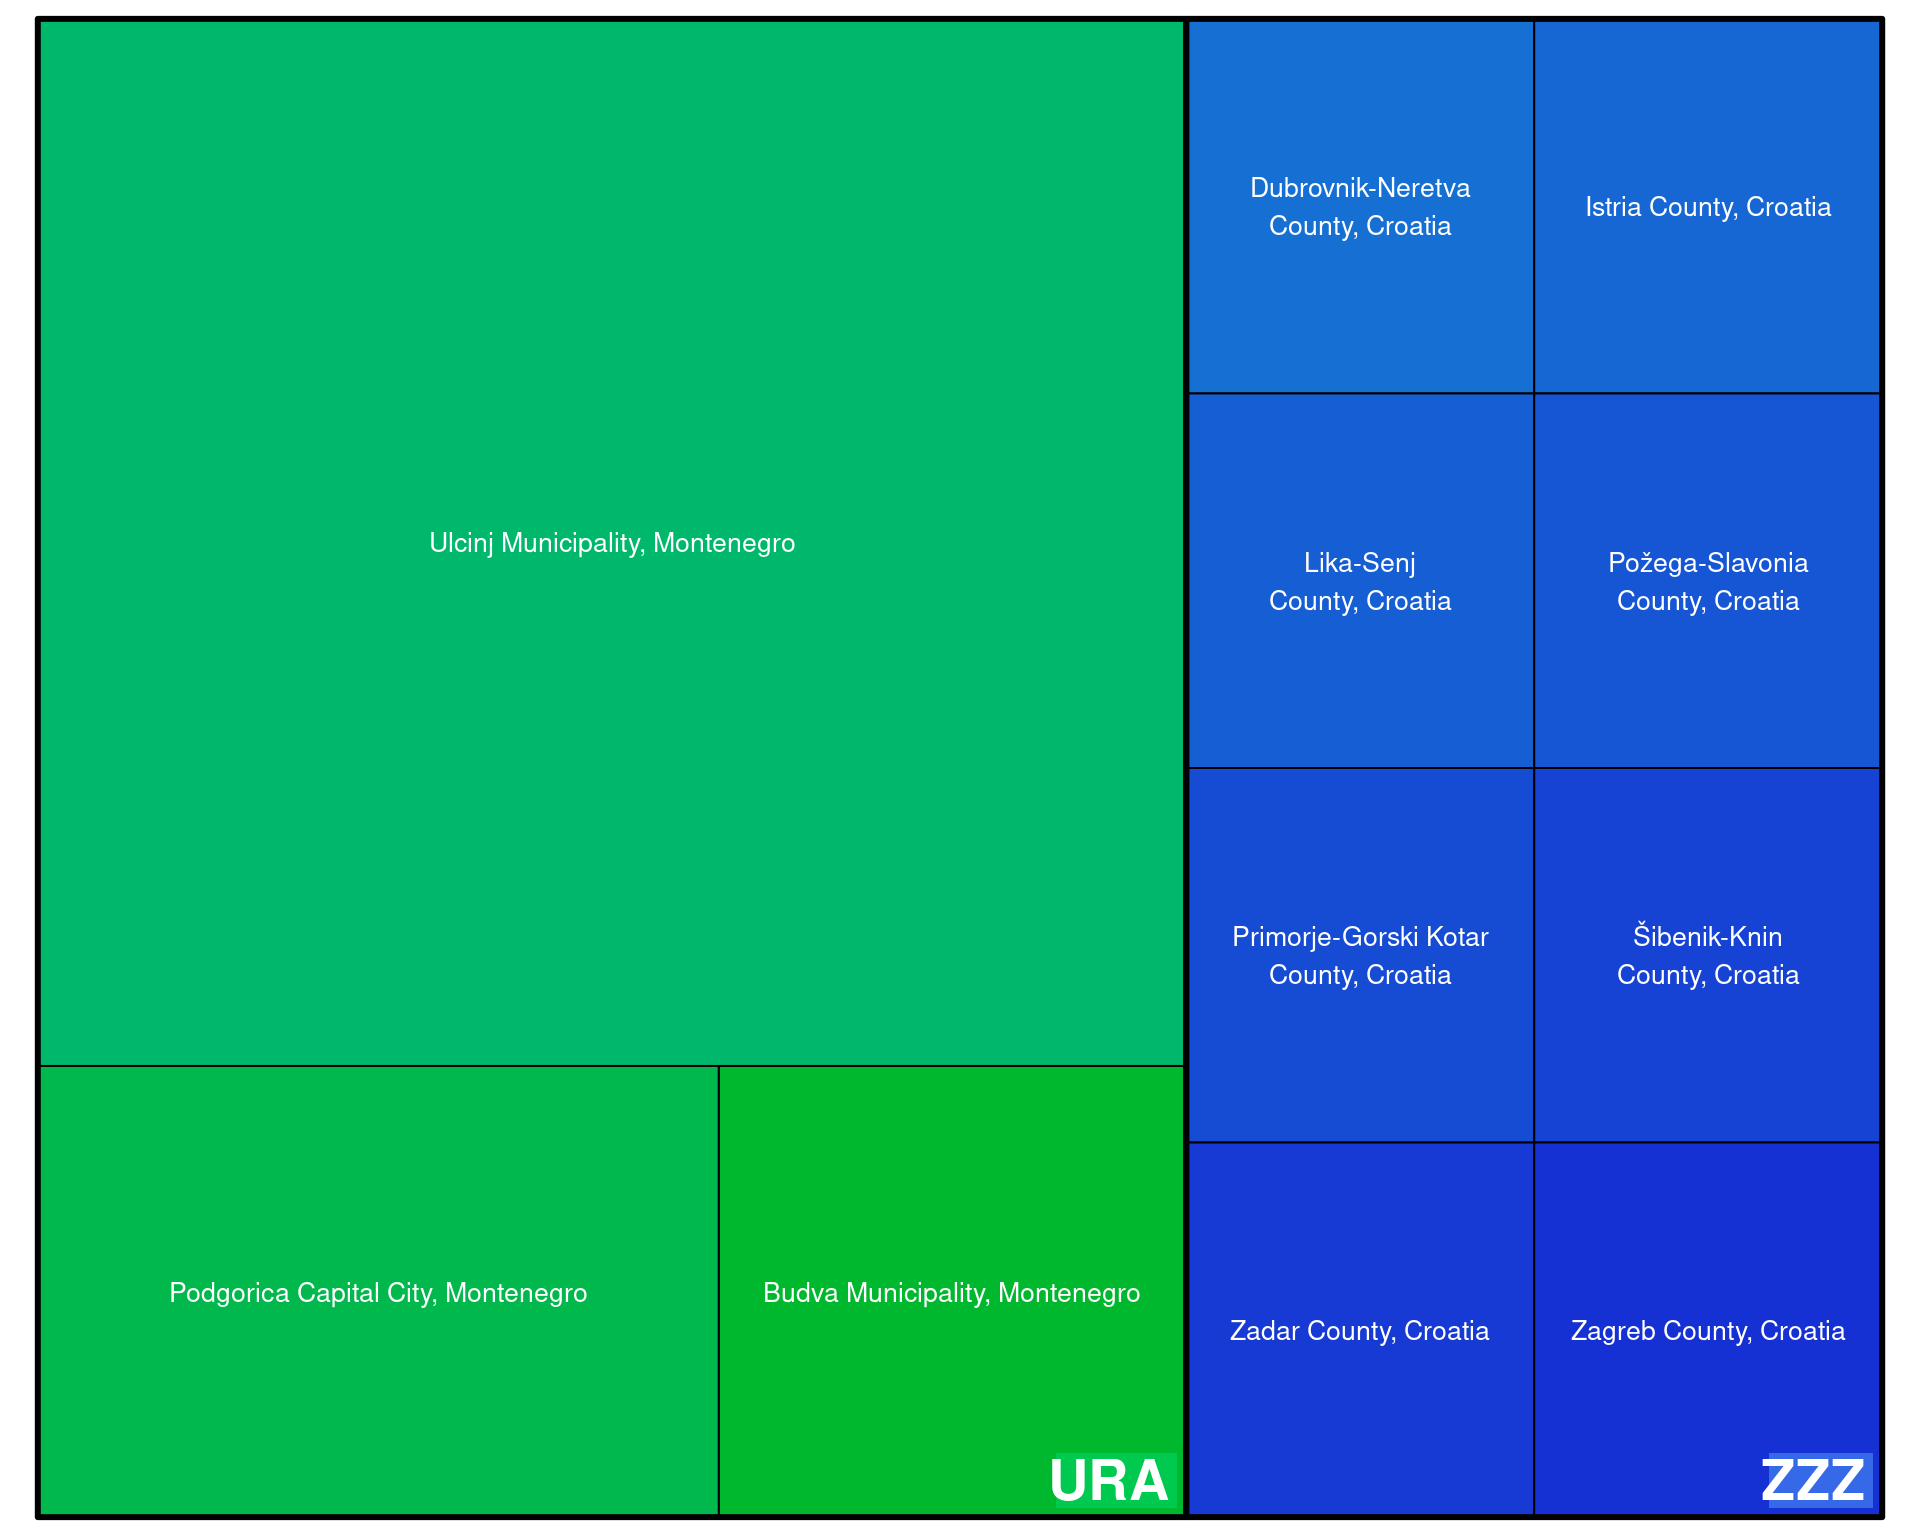 Ulcinj Municipality, Montenegro
Podgorica Capital City, Montenegro
Budva Municipality, Montenegro
URA
Dubrovnik-Neretva
County, Croatia
Istria County, Croatia
Lika-Senj
County, Croatia
Požega-Slavonia
County, Croatia
Primorje-Gorski Kotar
County, Croatia
Šibenik-Knin
County, Croatia
Zadar County, Croatia
Zagreb County, Croatia
ZZZ